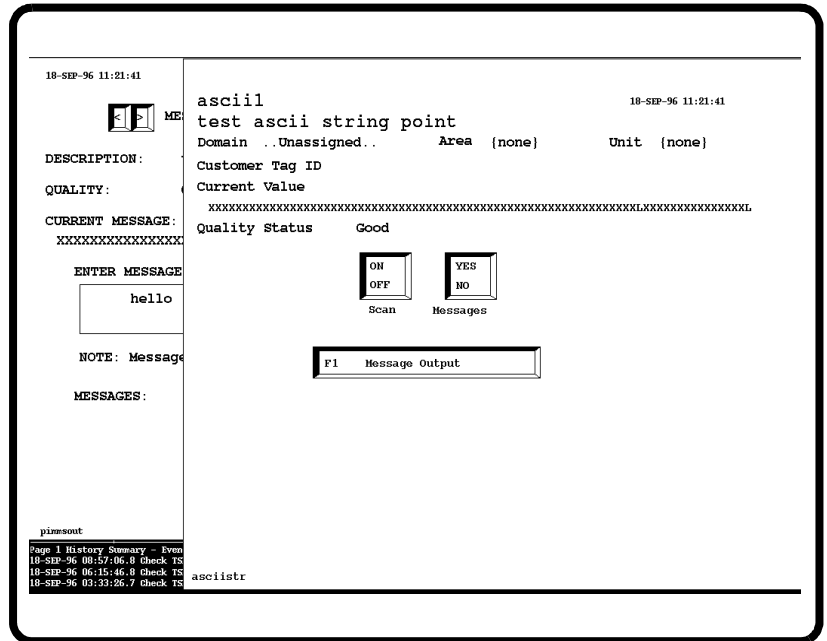 18-SEP-96 11:21:41
< >
DESCRIPTION:
QUALITY:
CURRENT MESSAGE:
XXXXXXXXXXXXXXX
ENTER MESSAGE
hello
NOTE: Message
MESSAGES:
pimmsout
Page 1 History Summary - Even
18-SEP-96 08:57:06.8 Check TS
18-SEP-96 06:15:46.8 Check TS
18-SEP-96 03:33:26.7 Check TS
ascii1
18-SEP-96 11:21:41
test ascii string point
Domain ..Unassigned.. Area {none} Unit {none}
Customer Tag ID
Current Value
XXXXXXXXXXXXXXXXXXXXXXXXXXXXXXXXXXXXXXXXXXXXXXXXXXXXXXXXXXXXXXXLXXXXXXXXXXXXXXXL
Quality Status Good
ON
OFF
Scan
YES
NO
Messages
F1 Message Output
asciistr